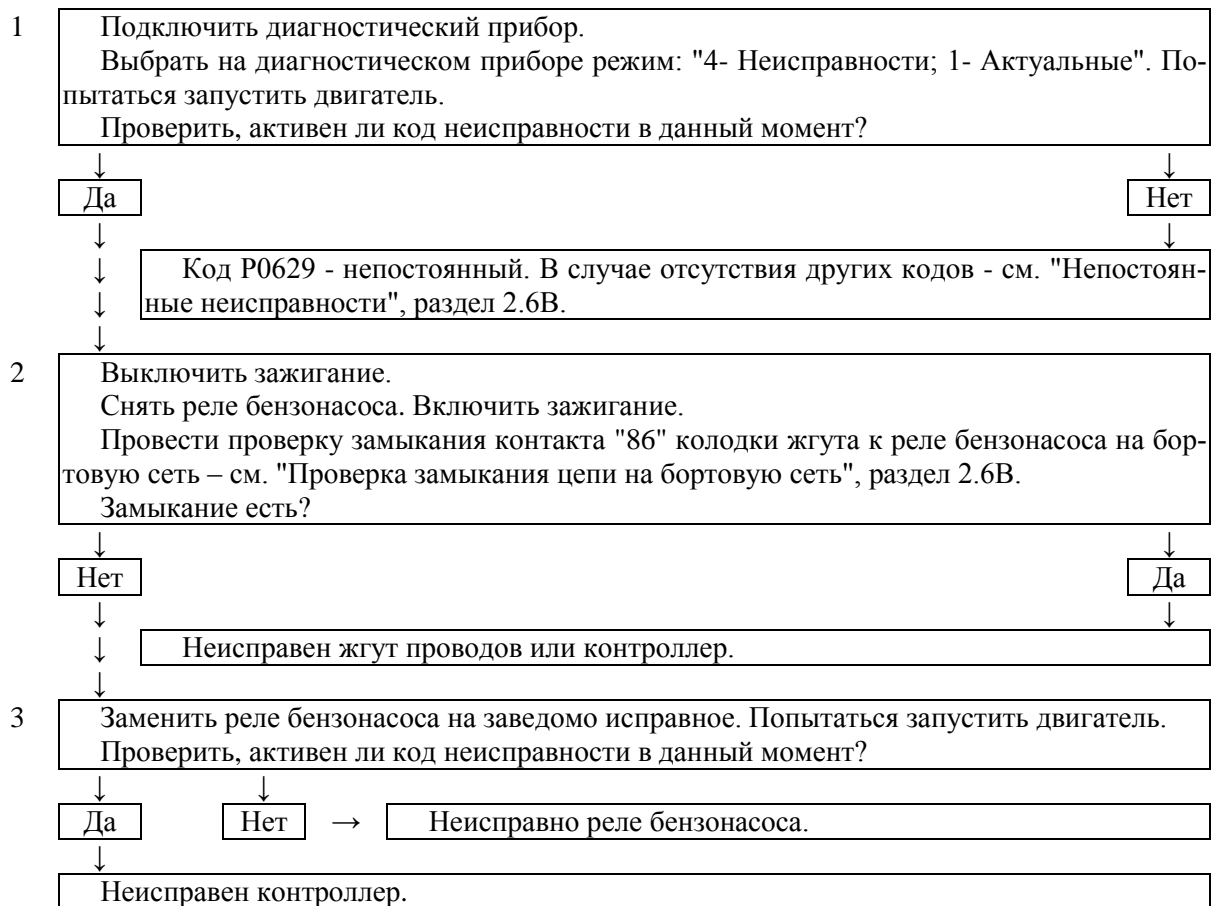 1 Подключить диагностический прибор.
Выбрать на диагностическом приборе режим: "4- Неисправности; 1- Актуальные". По-
пытаться запустить двигатель.
Проверить, активен ли код неисправности в данный момент?
↓ ↓
Да Нет
↓ ↓
↓ Код P0629 - непостоянный. В случае отсутствия других кодов - см. "Непостоян-
↓ ные неисправности", раздел 2.6В.
↓
2 Выключить зажигание.
Снять реле бензонасоса. Включить зажигание.
Провести проверку замыкания контакта "86" колодки жгута к реле бензонасоса на бор-
товую сеть – см. "Проверка замыкания цепи на бортовую сеть", раздел 2.6В.
Замыкание есть?
↓ ↓
Нет Да
↓ ↓
↓ Неисправен жгут проводов или контроллер.
↓
3 Заменить реле бензонасоса на заведомо исправное. Попытаться запустить двигатель.
Проверить, активен ли код неисправности в данный момент?
↓ ↓
Да Нет → Неисправно реле бензонасоса.
↓
Неисправен контроллер.